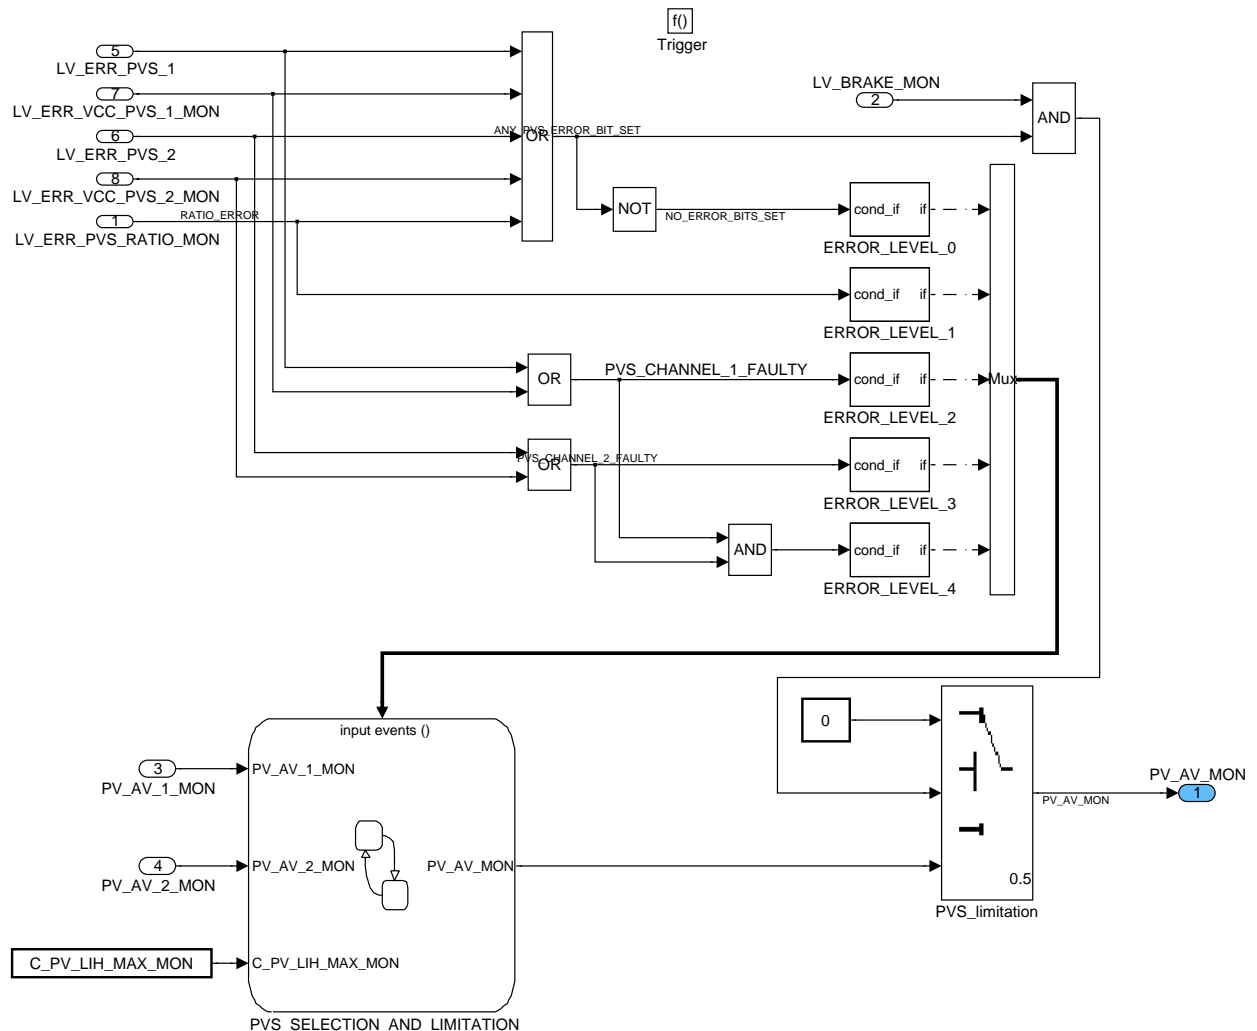 f()
Trigger
5
LV_ERR_PVS_1
7
LV_ERR_VCC_PVS_1_MON
6
LV_ERR_PVS_2
8
LV_ERR_VCC_PVS_2_MON
1
RATIO_ERROR
LV_ERR_PVS_RATIO_MON
ANY_PVS_ERROR_BIT_SET
OR
LV_BRAKE_MON
2
AND
NOT
NO_ERROR_BITS_SET
cond_if if
ERROR_LEVEL_0
cond_if if
ERROR_LEVEL_1
OR
PVS_CHANNEL_1_FAULTY
cond_if if
ERROR_LEVEL_2
Mux
PVS_CHANNEL_2_FAULTY
OR
cond_if if
ERROR_LEVEL_3
AND
cond_if if
ERROR_LEVEL_4
input events ()
3
PV_AV_1_MON
PV_AV_1_MON
4
PV_AV_2_MON
PV_AV_2_MON
PV_AV_MON
C_PV_LIH_MAX_MON
C_PV_LIH_MAX_MON
PVS_SELECTION_AND_LIMITATION
0
0.5
PVS_limitation
PV_AV_MON
PV_AV_MON
1